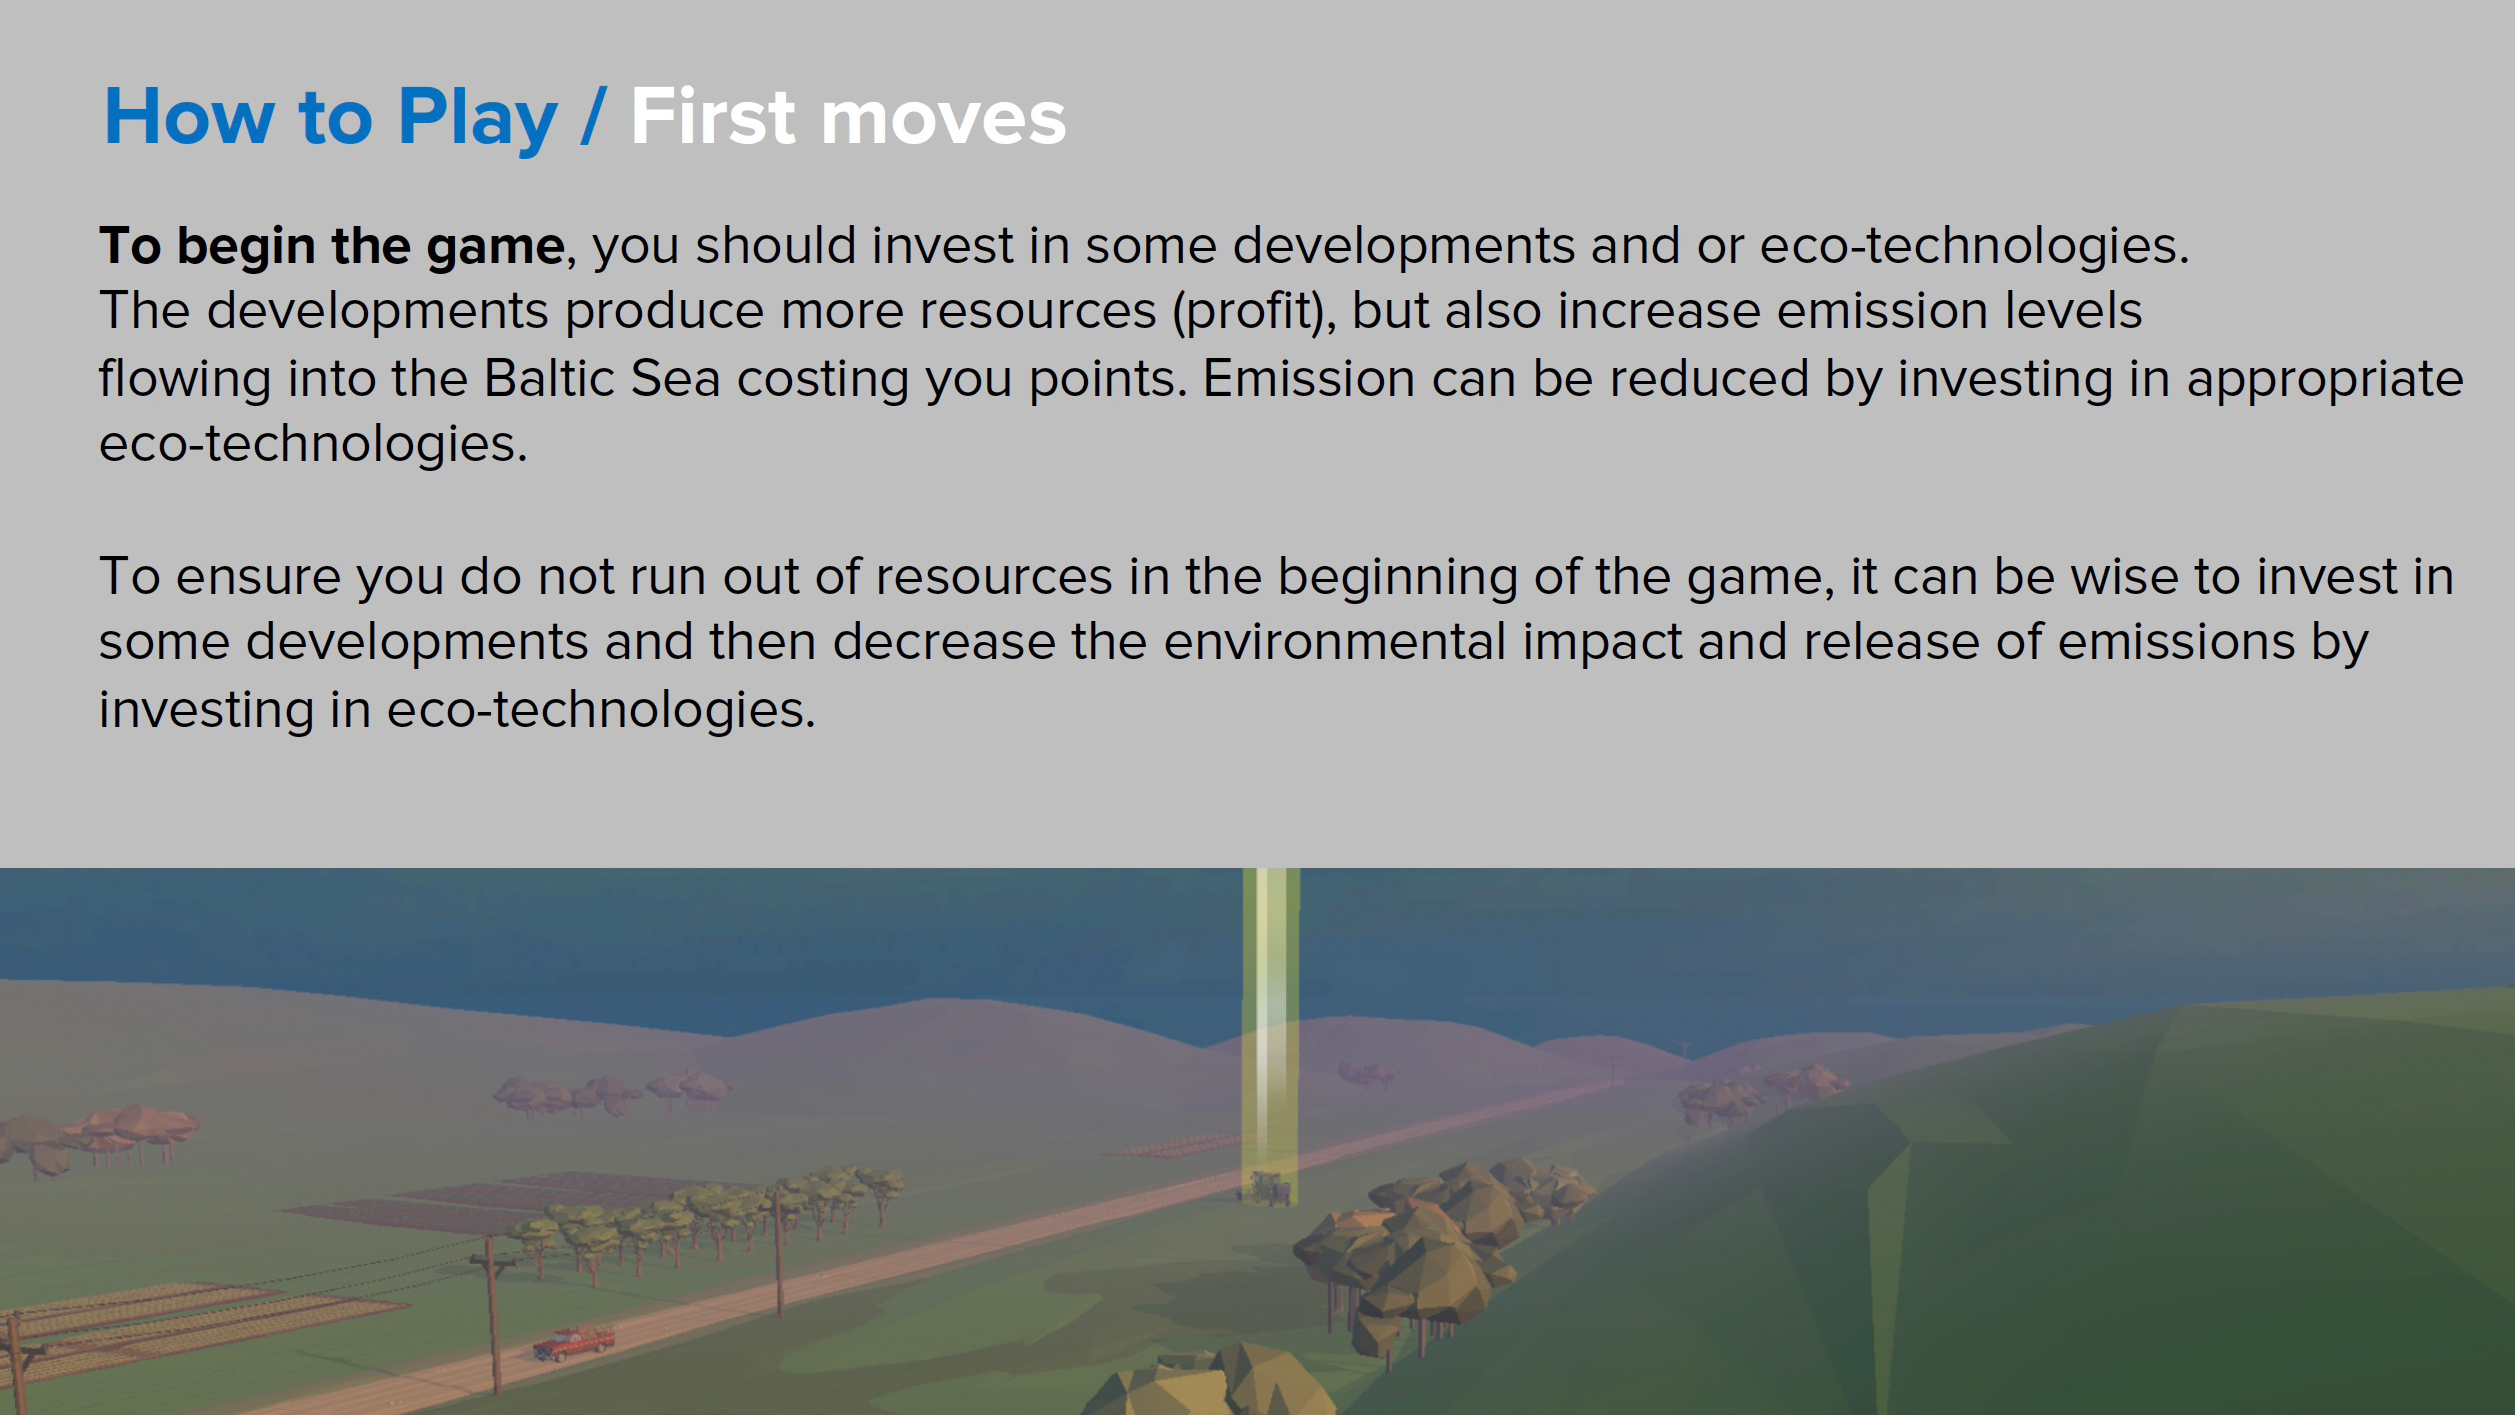 How to Play / First moves
To begin the game, you should invest in some developments and or eco-technologies.
The developments produce more resources (profit), but also increase emission levels
flowing into the Baltic Sea costing you points. Emission can be reduced by investing in appropriate
eco-technologies.
To ensure you do not run out of resources in the beginning of the game, it can be wise to invest in
some developments and then decrease the environmental impact and release of emissions by
investing in eco-technologies.